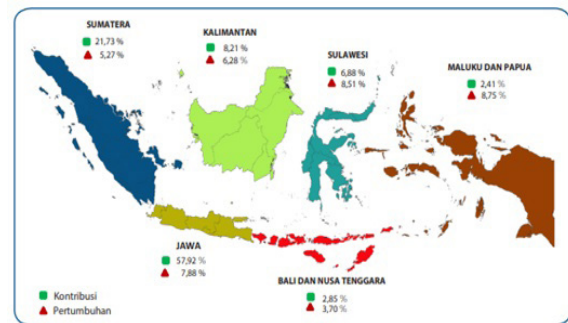 SUMATERA
21,73 %
5,27 %
KALIMANTAN
8,21 %
6,28 %
SULAWESI
6,88 %
8,51 %
MALUKU DAN PAPUA
2,41 %
8,75 %
JAWA
57,92 %
7,88 %
BALI DAN NUSA TENGGARA
2,85 %
3,70 %
Kontribusi
Pertumbuhan